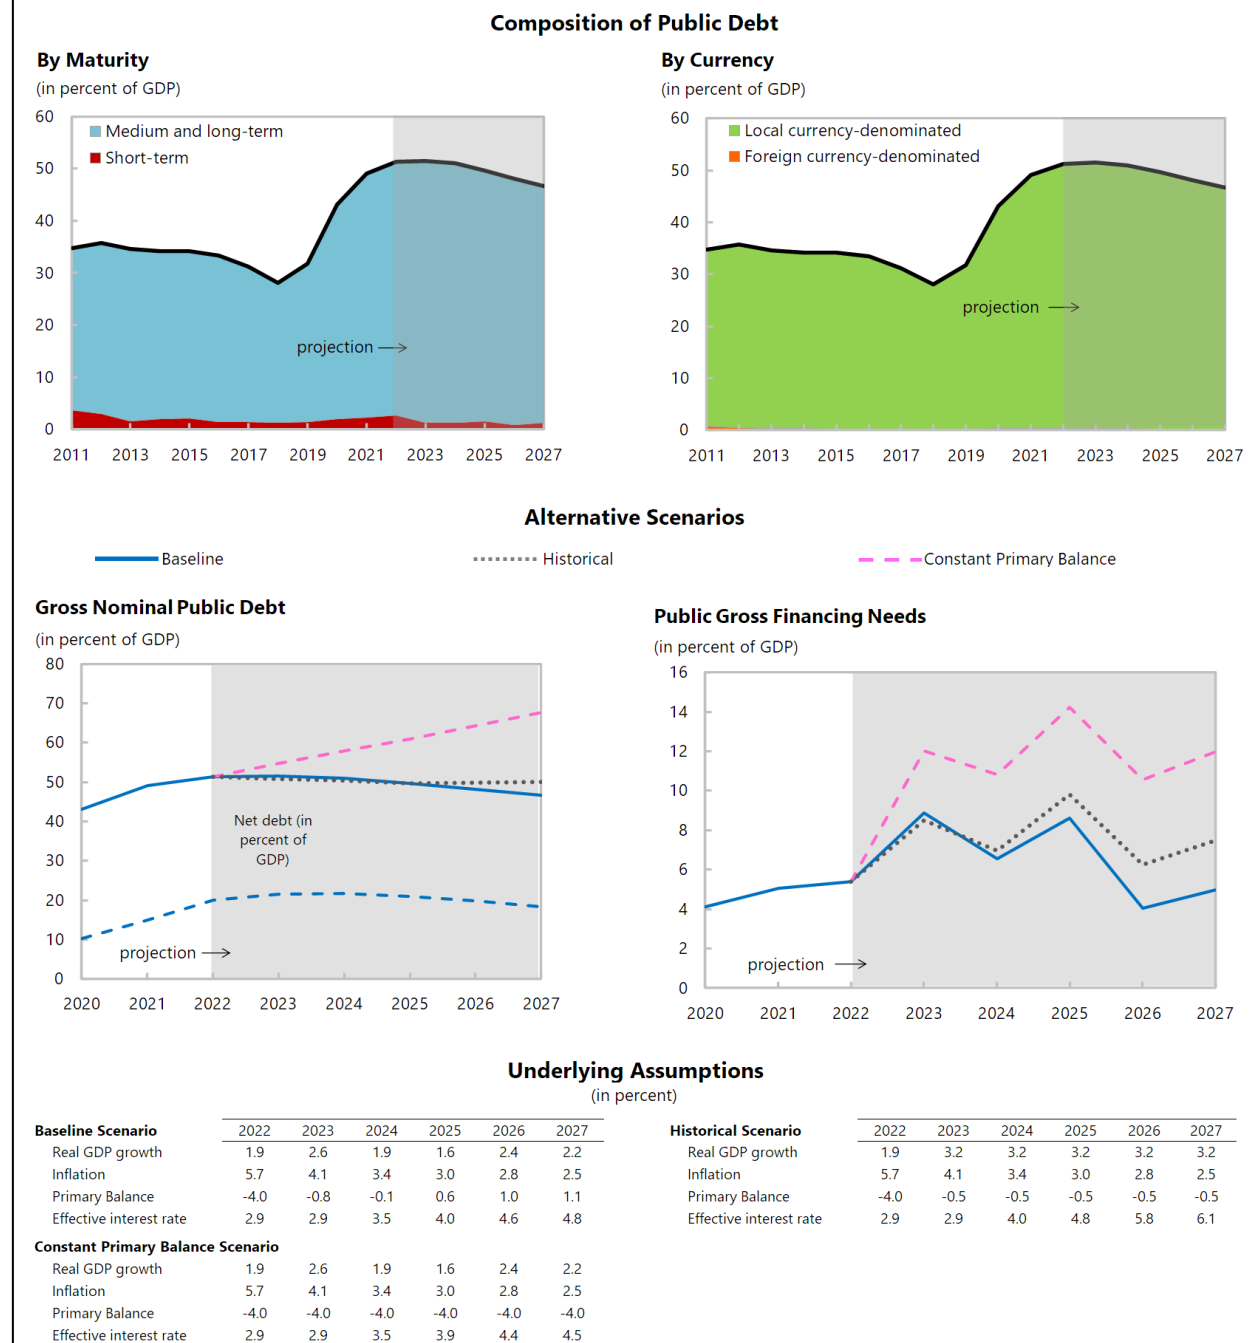 Composition of Public Debt
By Maturity
(in percent of GDP)
60
50
40
30
20
10
0
Medium and long-term
Short-term
projection
2011 2013 2015 2017 2019 2021 2023 2025 2027
By Currency
(in percent of GDP)
60
50
40
30
20
10
0
Local currency-denominated
Foreign currency-denominated
projection
2011 2013 2015 2017 2019 2021 2023 2025 2027
Alternative Scenarios
Baseline Historical Constant Primary Balance
Gross Nominal Public Debt
(in percent of GDP)
80
70
60
50
40
30
20
10
0
Net debt (in
percent of
GDP)
projection
2020 2021 2022 2023 2024 2025 2026 2027
Public Gross Financing Needs
(in percent of GDP)
16
14
12
10
8
6
4
2
0
projection
2020 2021 2022 2023 2024 2025 2026 2027
Underlying Assumptions
(in percent)
Baseline Scenario 2022 2023 2024 2025 2026 2027
Real GDP growth 1.9 2.6 1.9 1.6 2.4 2.2
Inflation 5.7 4.1 3.4 3.0 2.8 2.5
Primary Balance -4.0 -0.8 -0.1 0.6 1.0 1.1
Effective interest rate 2.9 2.9 3.5 4.0 4.6 4.8
Constant Primary Balance Scenario
Real GDP growth 1.9 2.6 1.9 1.6 2.4 2.2
Inflation 5.7 4.1 3.4 3.0 2.8 2.5
Primary Balance -4.0 -4.0 -4.0 -4.0 -4.0 -4.0
Effective interest rate 2.9 2.9 3.5 3.9 4.4 4.5
Historical Scenario 2022 2023 2024 2025 2026 2027
Real GDP growth 1.9 3.2 3.2 3.2 3.2 3.2
Inflation 5.7 4.1 3.4 3.0 2.8 2.5
Primary Balance -4.0 -0.5 -0.5 -0.5 -0.5 -0.5
Effective interest rate 2.9 2.9 4.0 4.8 5.8 6.1